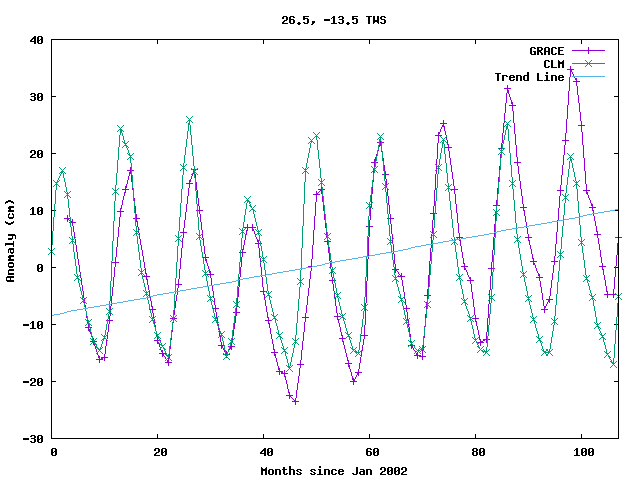 26.5, -13.5 TWS
GRACE
CLM
Trend Line
40
30
20
10
0
-10
-20
-30
Anomaly (cm)
0 20 40 60 80 100
Months since Jan 2002